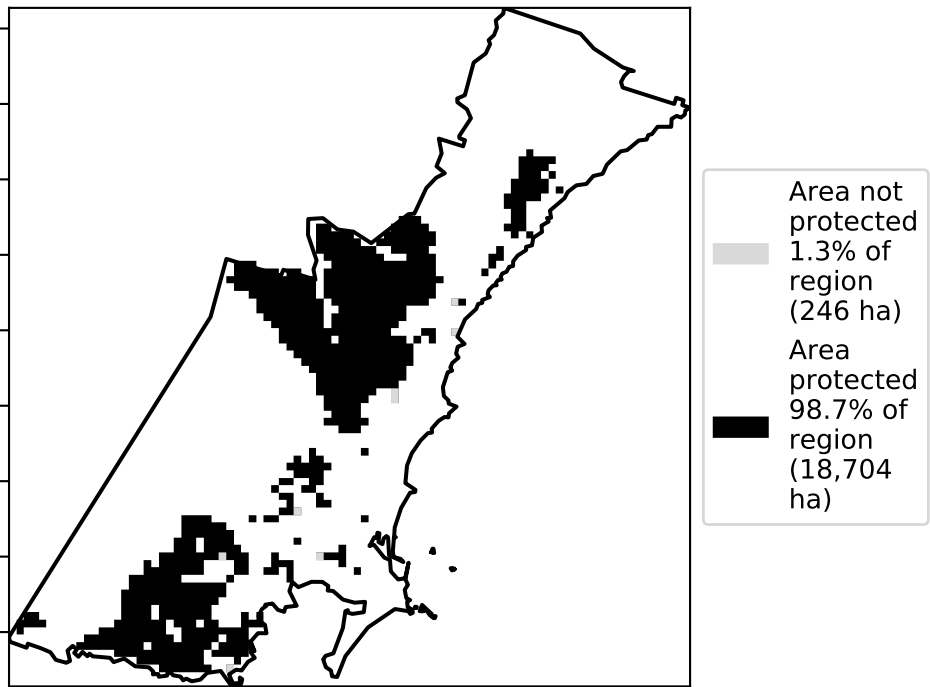 Area not
protected
1.3% of
region
(246 ha)
Area
protected
98.7% of
region
(18,704
ha)